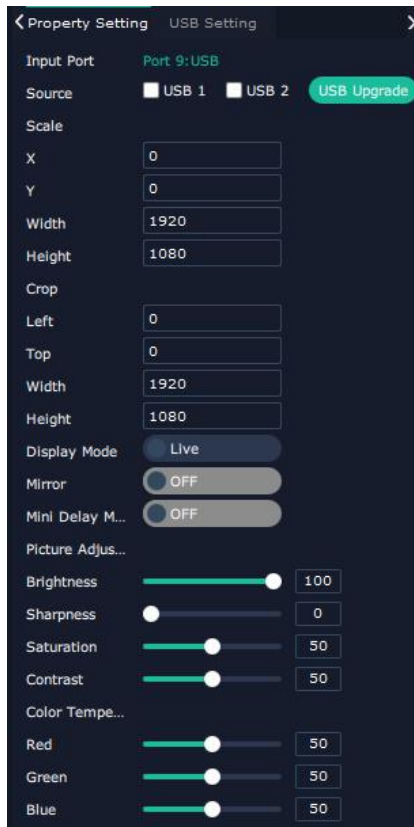 Property Setting USB Setting
Input Port Port 9:USB
Source USB 1 USB 2 USB Upgrade
Scale
X 0
Y 0
Width 1920
Height 1080
Crop
Left 0
Top 0
Width 1920
Height 1080
Display Mode Live
Mirror OFF
Mini Delay M... OFF
Picture Adjus...
Brightness 100
Sharpness 0
Saturation 50
Contrast 50
Color Tempe...
Red 50
Green 50
Blue 50